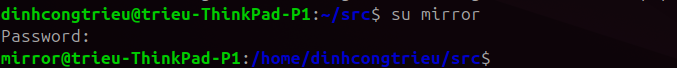 dinhcongtrieu@trieu-ThinkPad-P1:~/src$ su mirror
Password:
mirror@trieu-ThinkPad-P1:/home/dinhcongtrieu/src$